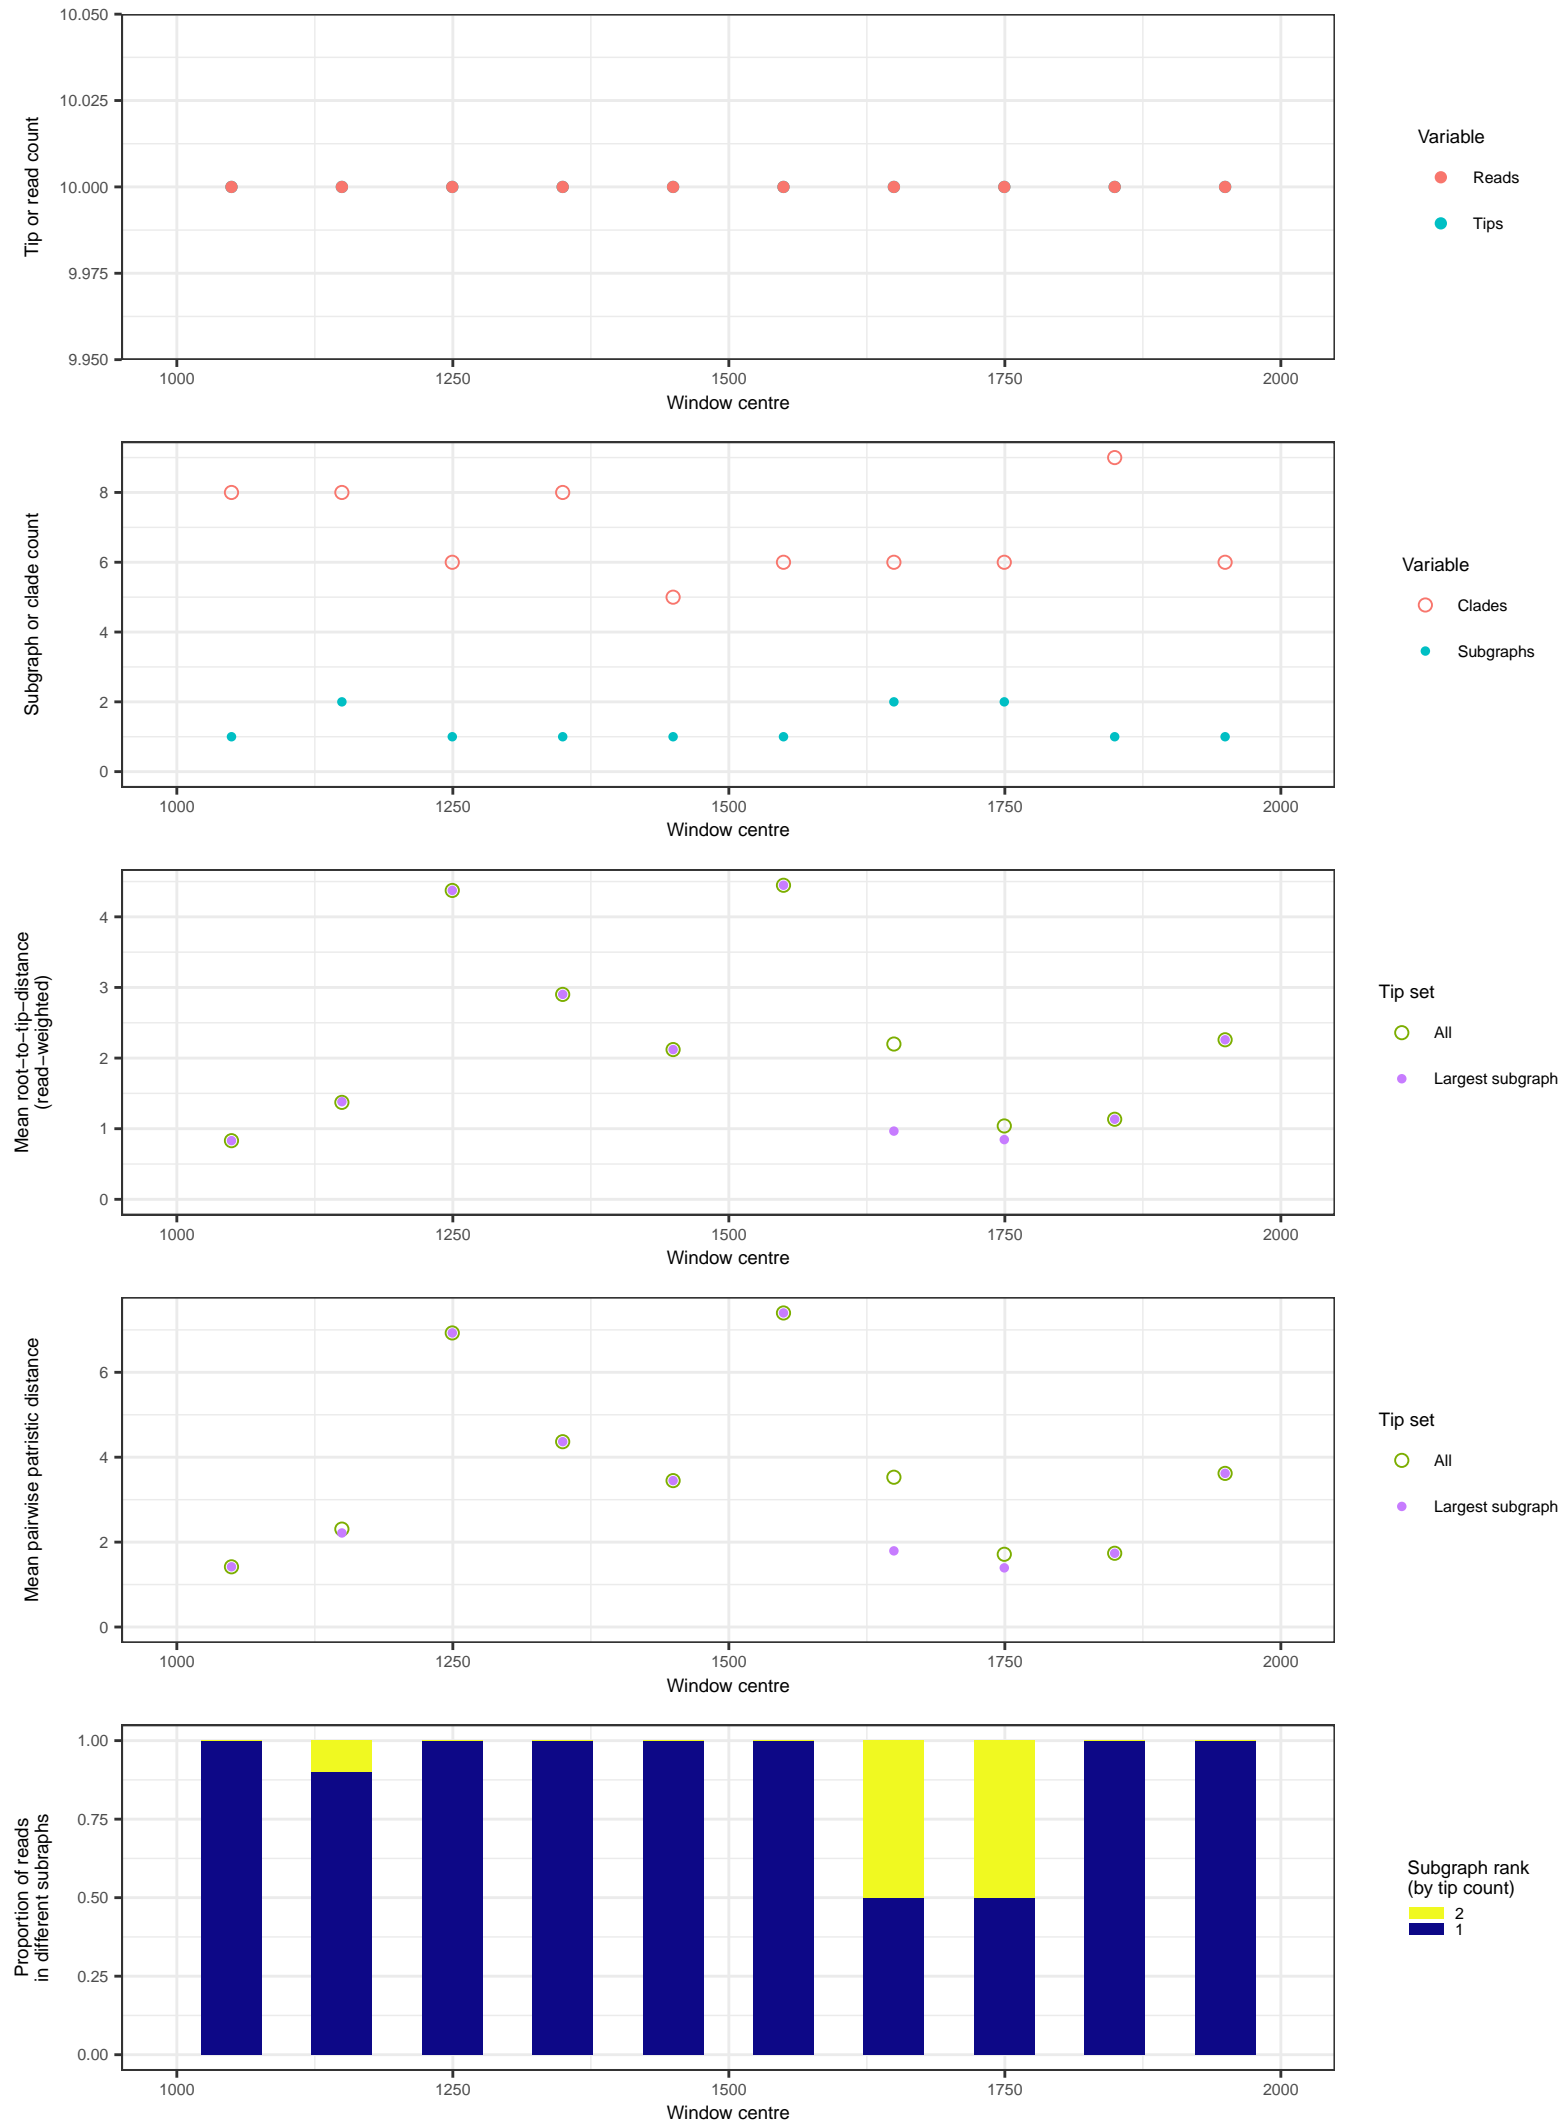 10.050
10.025
10.000
9.975
9.950
Tip or read count
1000 1250 1500 1750 2000
Window centre
Variable
Reads
Tips
8
6
4
2
0
Subgraph or clade count
1000 1250 1500 1750 2000
Window centre
Variable
Clades
Subgraphs
4
3
2
1
0
Mean root−to−tip−distance
(read−weighted)
1000 1250 1500 1750 2000
Window centre
Tip set
All
Largest subgraph
6
4
2
0
Mean pairwise patristic distance
1000 1250 1500 1750 2000
Window centre
Tip set
All
Largest subgraph
1.00
0.75
0.50
0.25
0.00
Proportion of reads
in different subraphs
1000 1250 1500 1750 2000
Window centre
Subgraph rank
(by tip count)
2
1